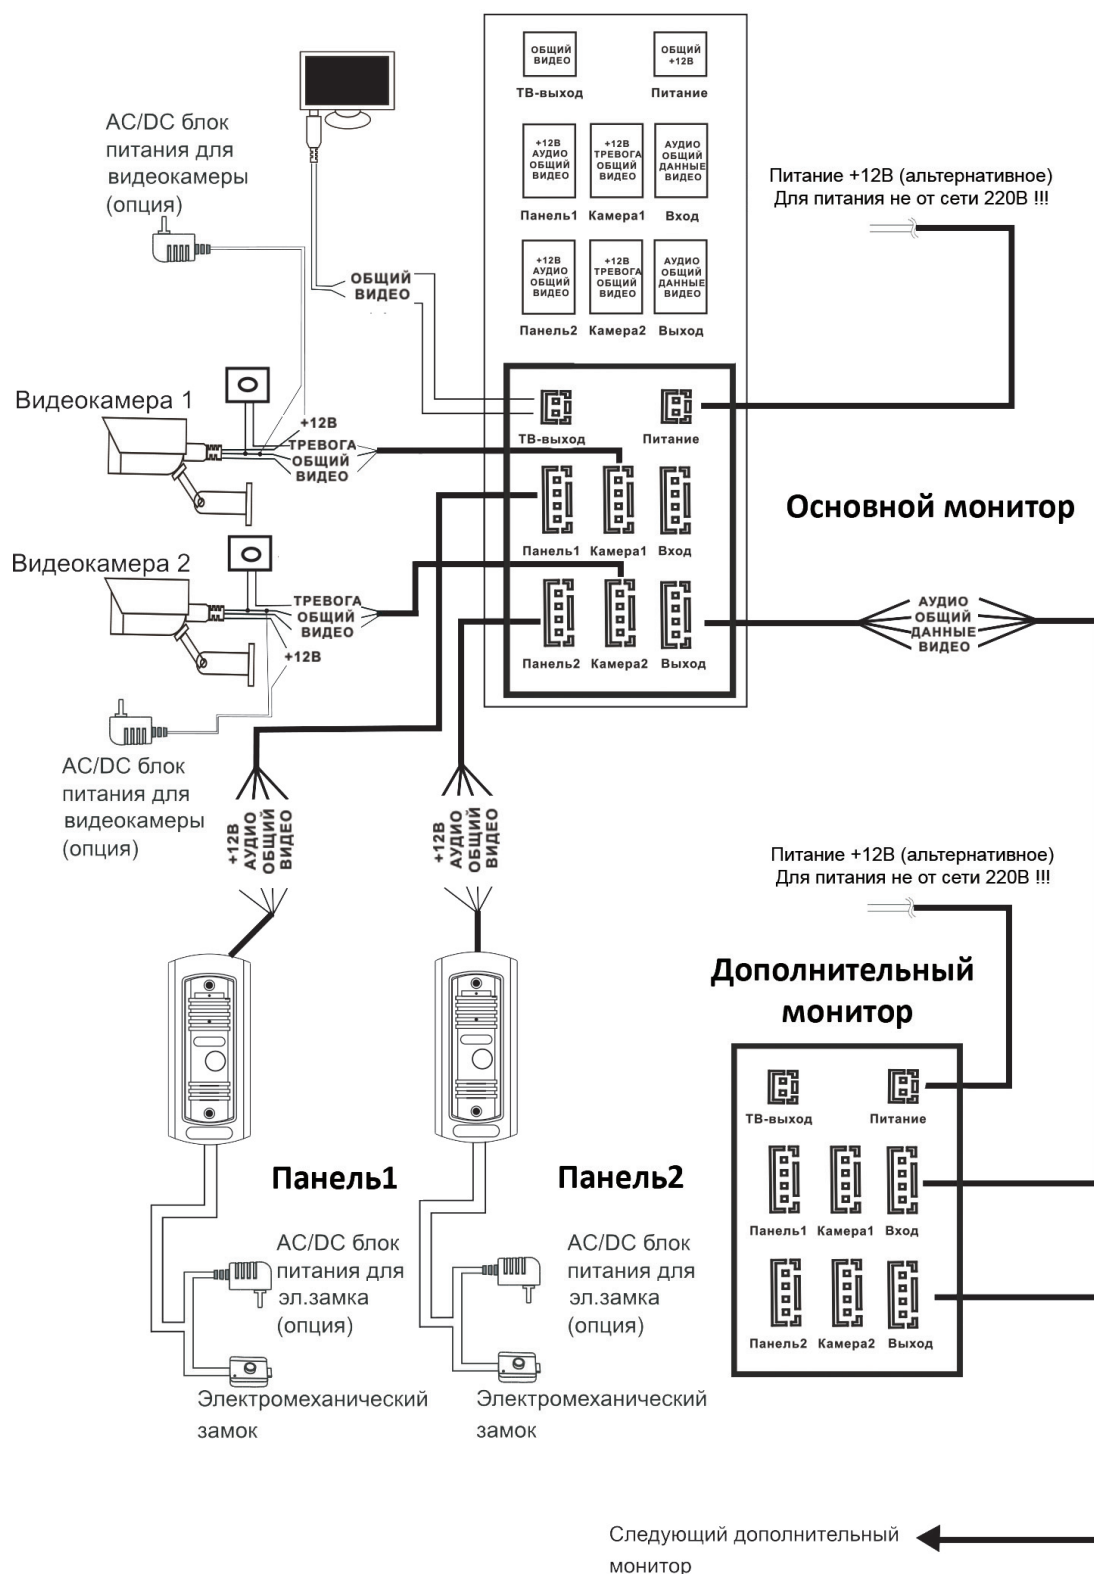 ОБЩИЙ
ВИДЕО
ТВ-выход
ОБЩИЙ
+12В
Питание
AC/DC блок
питания для
видеокамеры
(опция)
+12В
АУДИО
ОБЩИЙ
ВИДЕО
Панель1
+12В
ТРЕВОГА
ОБЩИЙ
ВИДЕО
Камера1
АУДИО
ОБЩИЙ
ДАННЫЕ
ВИДЕО
Вход
Питание +12В (альтернативное)
Для питания не от сети 220В !!!
+12В
АУДИО
ОБЩИЙ
ВИДЕО
Панель2
+12В
ТРЕВОГА
ОБЩИЙ
ВИДЕО
Камера2
АУДИО
ОБЩИЙ
ДАННЫЕ
ВИДЕО
Выход
ОБЩИЙ
ВИДЕО
Видеокамера 1
+12В
ТРЕВОГА
ОБЩИЙ
ВИДЕО
ТВ-выход
Питание
Панель1
Камера1
Вход
Основной монитор
Видеокамера 2
ТРЕВОГА
ОБЩИЙ
ВИДЕО
+12В
Панель2
Камера2
Выход
АУДИО
ОБЩИЙ
ДАННЫЕ
ВИДЕО
AC/DC блок
питания для
видеокамеры
(опция)
+12В
АУДИО
ОБЩИЙ
ВИДЕО
+12В
АУДИО
ОБЩИЙ
ВИДЕО
Питание +12В (альтернативное)
Для питания не от сети 220В !!!
Дополнительный
монитор
ТВ-выход
Питание
Панель1
Камера1
Вход
Панель2
Камера2
Выход
Панель1
Панель2
AC/DC блок
питания для
эл.замка
(опция)
AC/DC блок
питания для
эл.замка
(опция)
Электромеханический
замок
Электромеханический
замок
Следующий дополнительный
монитор